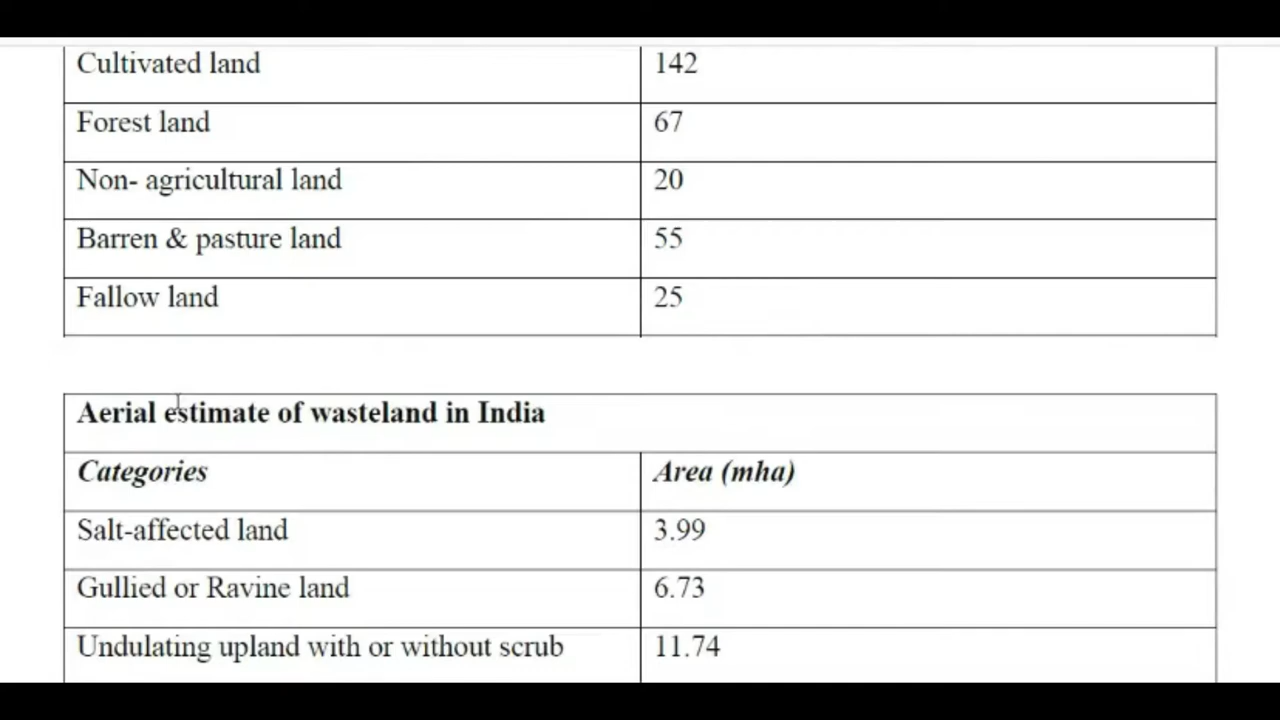 Cultivated land 142
Forest land 67
Non- agricultural land 20
Barren & pasture land 55
Fallow land 25
Aerial estimate of wasteland in India
Categories Area (mha)
Salt-affected land 3.99
Gullied or Ravine land 6.73
Undulating upland with or without scrub 11.74